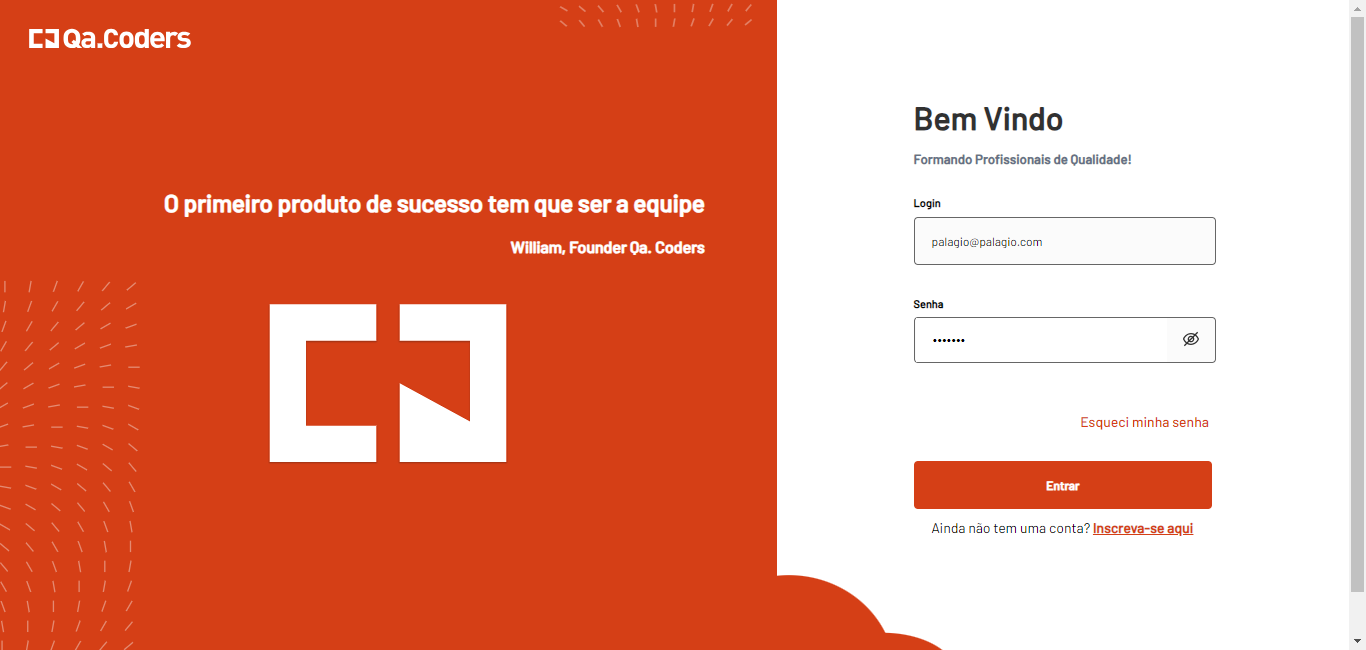 Qa.Coders
O primeiro produto de sucesso tem que ser a equipe
William, Founder Qa. Coders
Bem Vindo
Formando Profissionais de Qualidade!
Login
palagio@palagio.com
Senha
•••••••
Esqueci minha senha
Entrar
Ainda não tem uma conta? Inscreva-se aqui